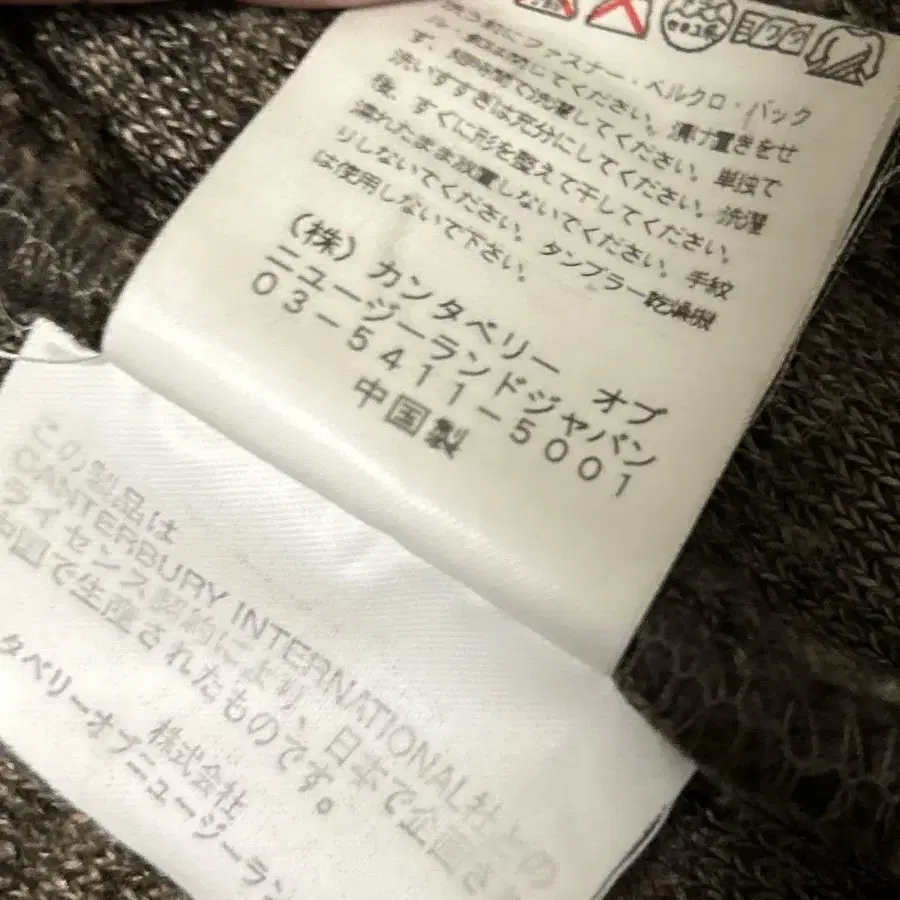 にファスナー・ベルクロ・バック
ル・釦は閉じてください。漬け置きをせ
ず、短時間で洗濯してください。単独で
洗いすすぎは充分にしてください。洗濯
後、すぐに形を整えて干してください。
濡れたまま放置しないでください。手絞
りしないでください。タンブラー乾燥
は使用しないで下さい。
(株)カンタベリー オブ
ニュージーランドジャパン
03-5411-5001
中国製
この製品は
CANTERBURY INTERNATIONAL社との
ライセンス契約により、日本で企画され
中国で生産されたものです。
株式会社
タベリーオブニュージーラン